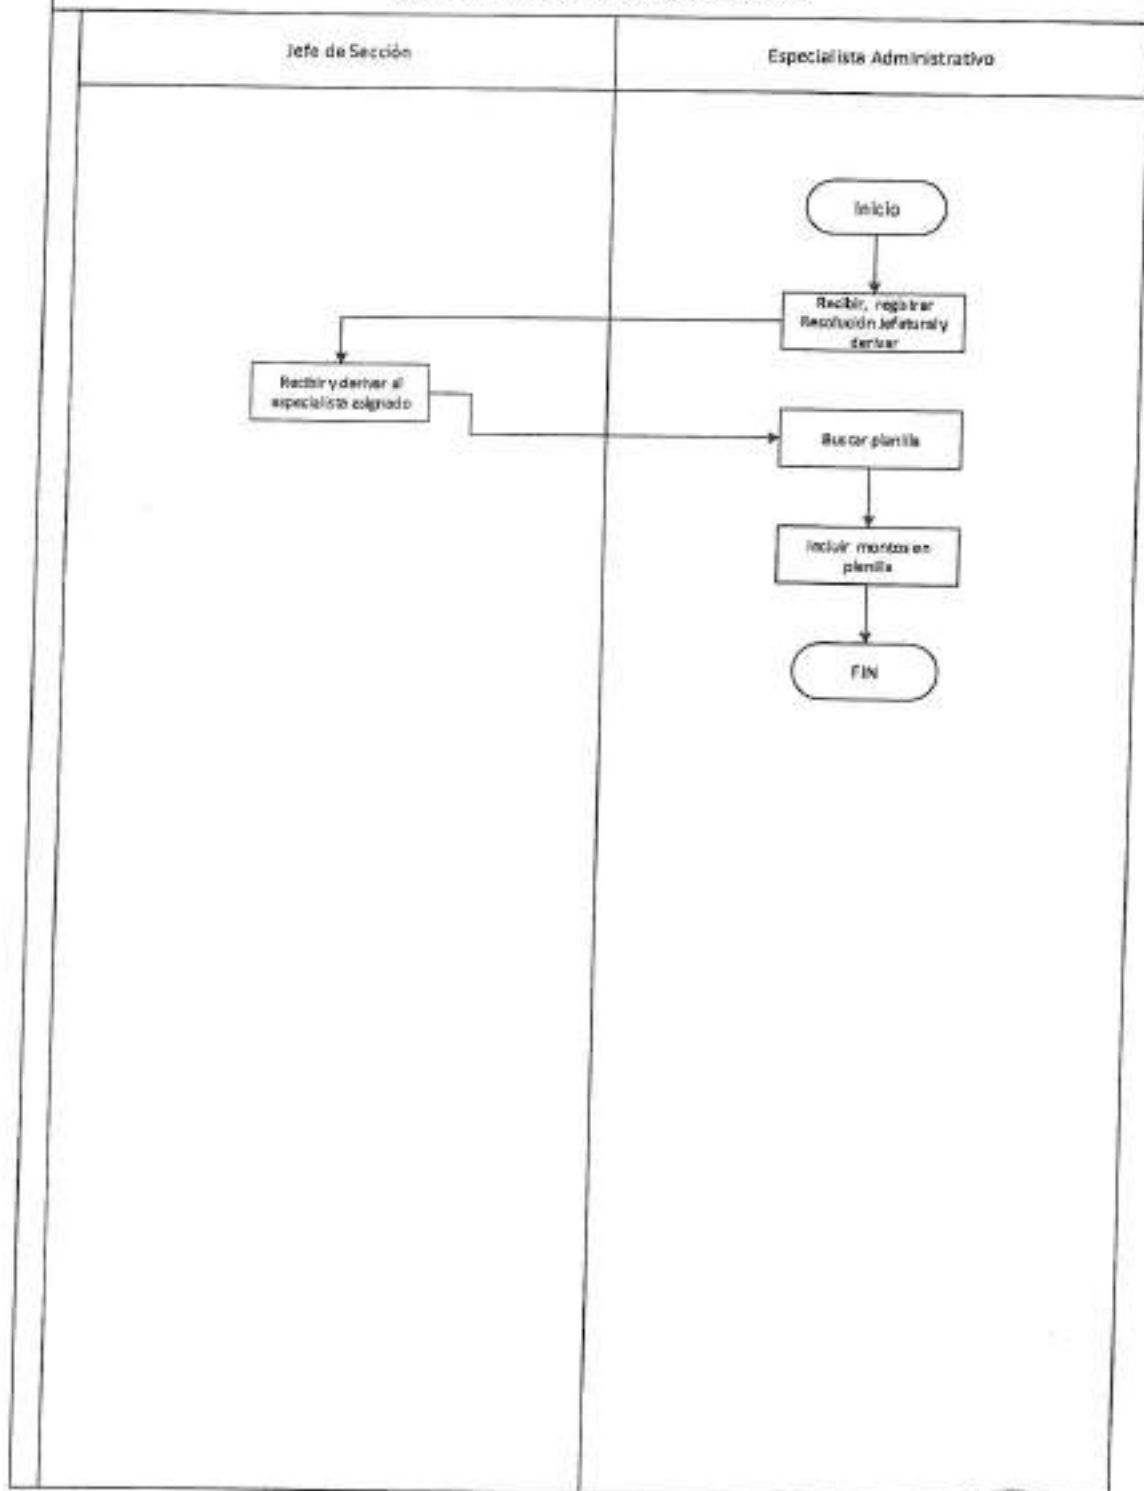 Jefe de Sección
Especialista Administrativo
Inicio
Recibir, registrar
Resolución Jefatural y
derivar
Recibir y derivar al
especialista asignado
Buscar planilla
Incluir montos en
planilla
FIN